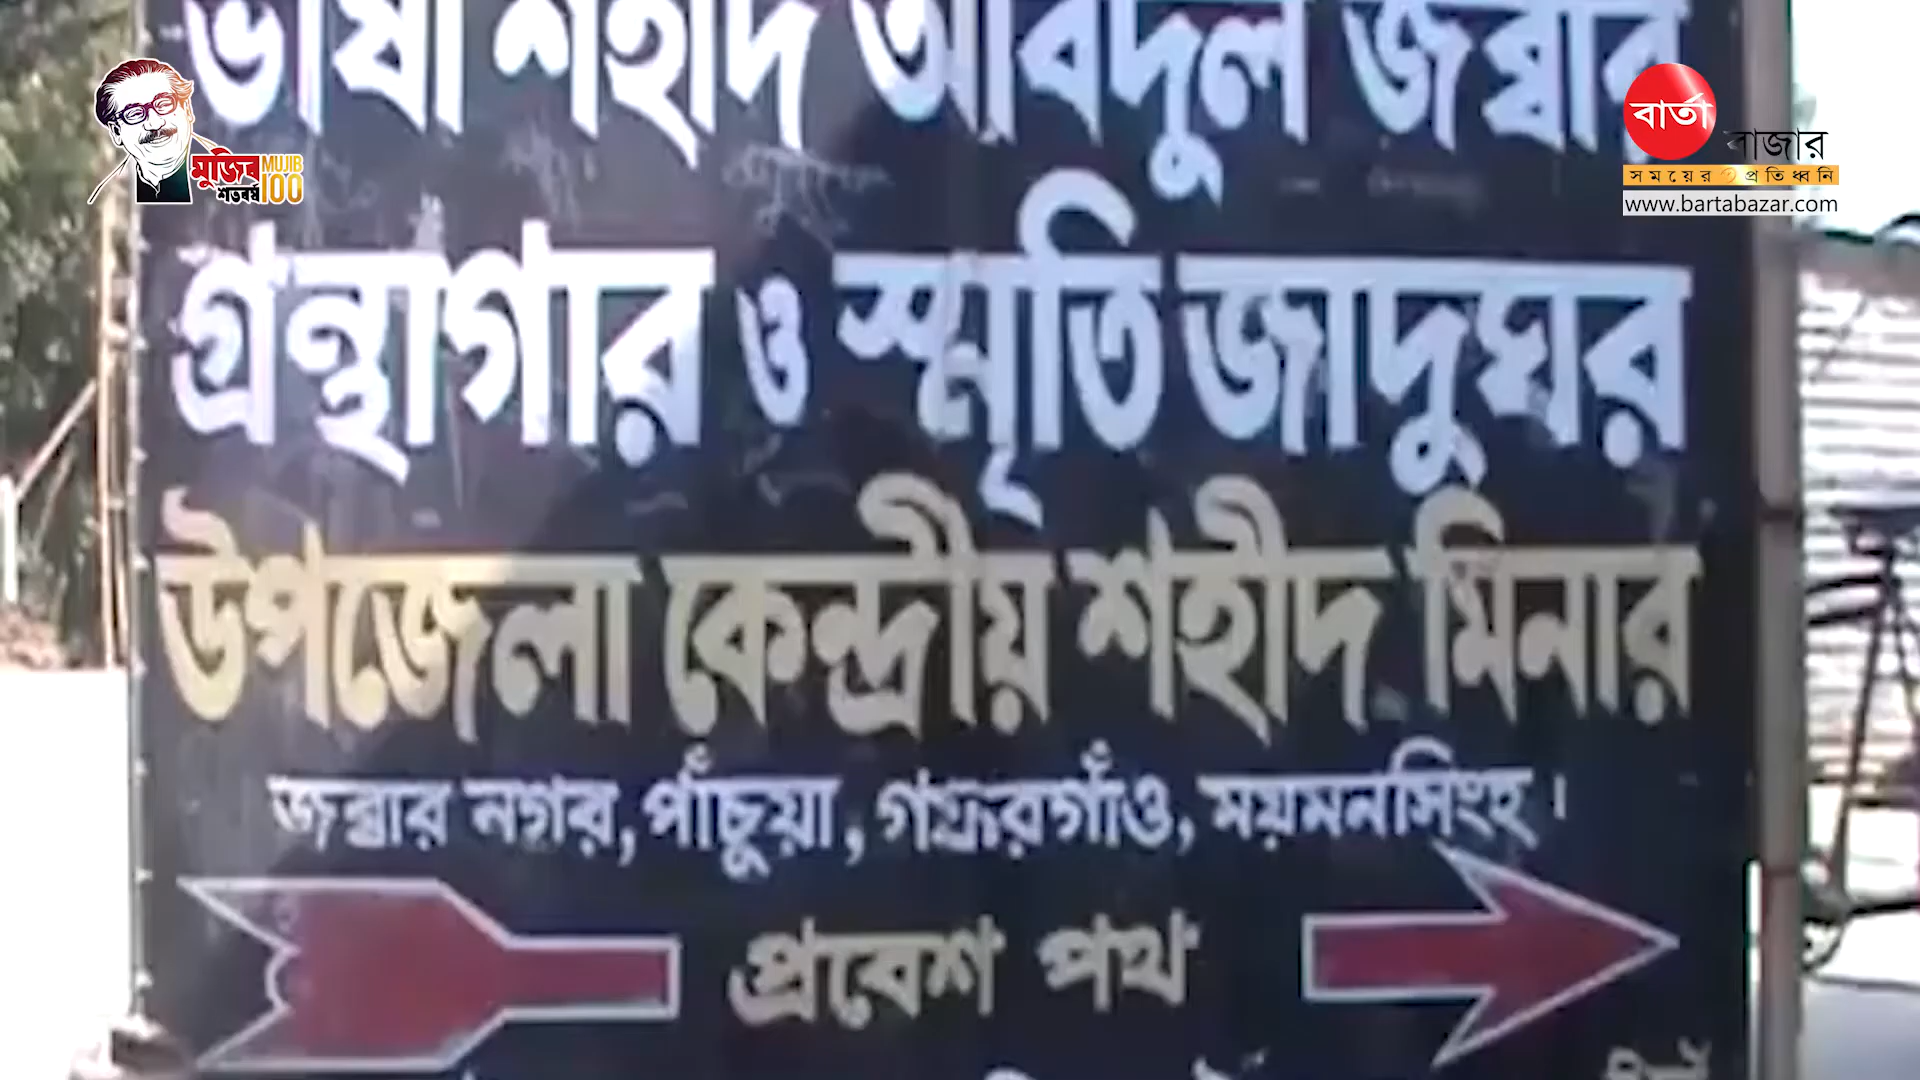 ভাষা শহীদ আবদুল জব্বার
গ্রন্থাগার ও স্মৃতি জাদুঘর
উপজেলা কেন্দ্রীয় শহীদ মিনার
জব্বার নগর, পাঁচুয়া, গফরগাঁও, ময়মনসিংহ।
প্রবেশ পথ
মুজিব MUJIB
শতবর্ষ 100
বার্তা
বাজার
সময়ের প্রতিধ্বনি
www.bartabazar.com